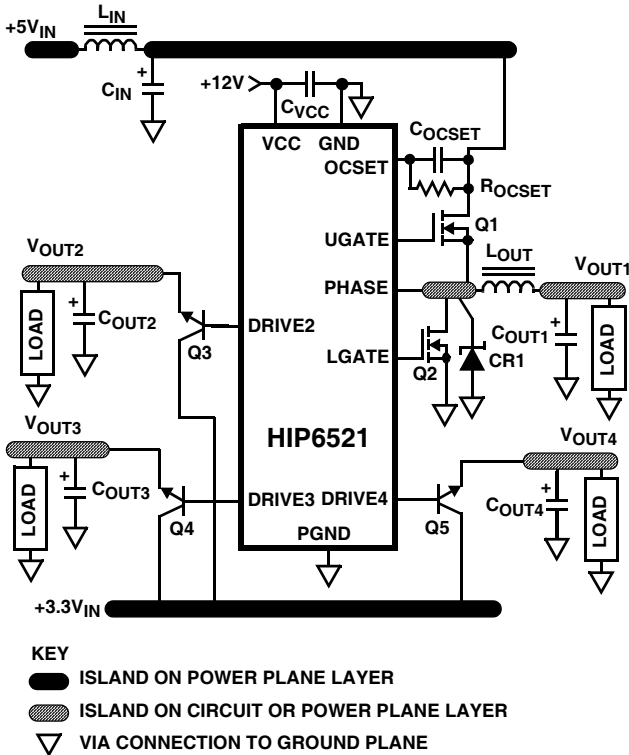 +5VIN
LIN
CIN
+
+12V
CVCC
VCC GND
OCSET
COCSET
ROCSET
UGATE
Q1
PHASE
LOUT
VOUT1
VOUT2
LOAD
+
COUT2
Q3
DRIVE2
LGATE
Q2
CR1
COUT1
+
LOAD
HIP6521
VOUT3
LOAD
+
COUT3
Q4
DRIVE3
DRIVE4
Q5
VOUT4
COUT4
+
LOAD
PGND
+3.3VIN
KEY
ISLAND ON POWER PLANE LAYER
ISLAND ON CIRCUIT OR POWER PLANE LAYER
VIA CONNECTION TO GROUND PLANE